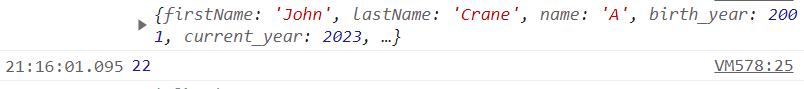 {firstName: 'John', lastName: 'Crane', name: 'A', birth_year: 200
1, current_year: 2023, …}
21:16:01.095 22 VM578:25